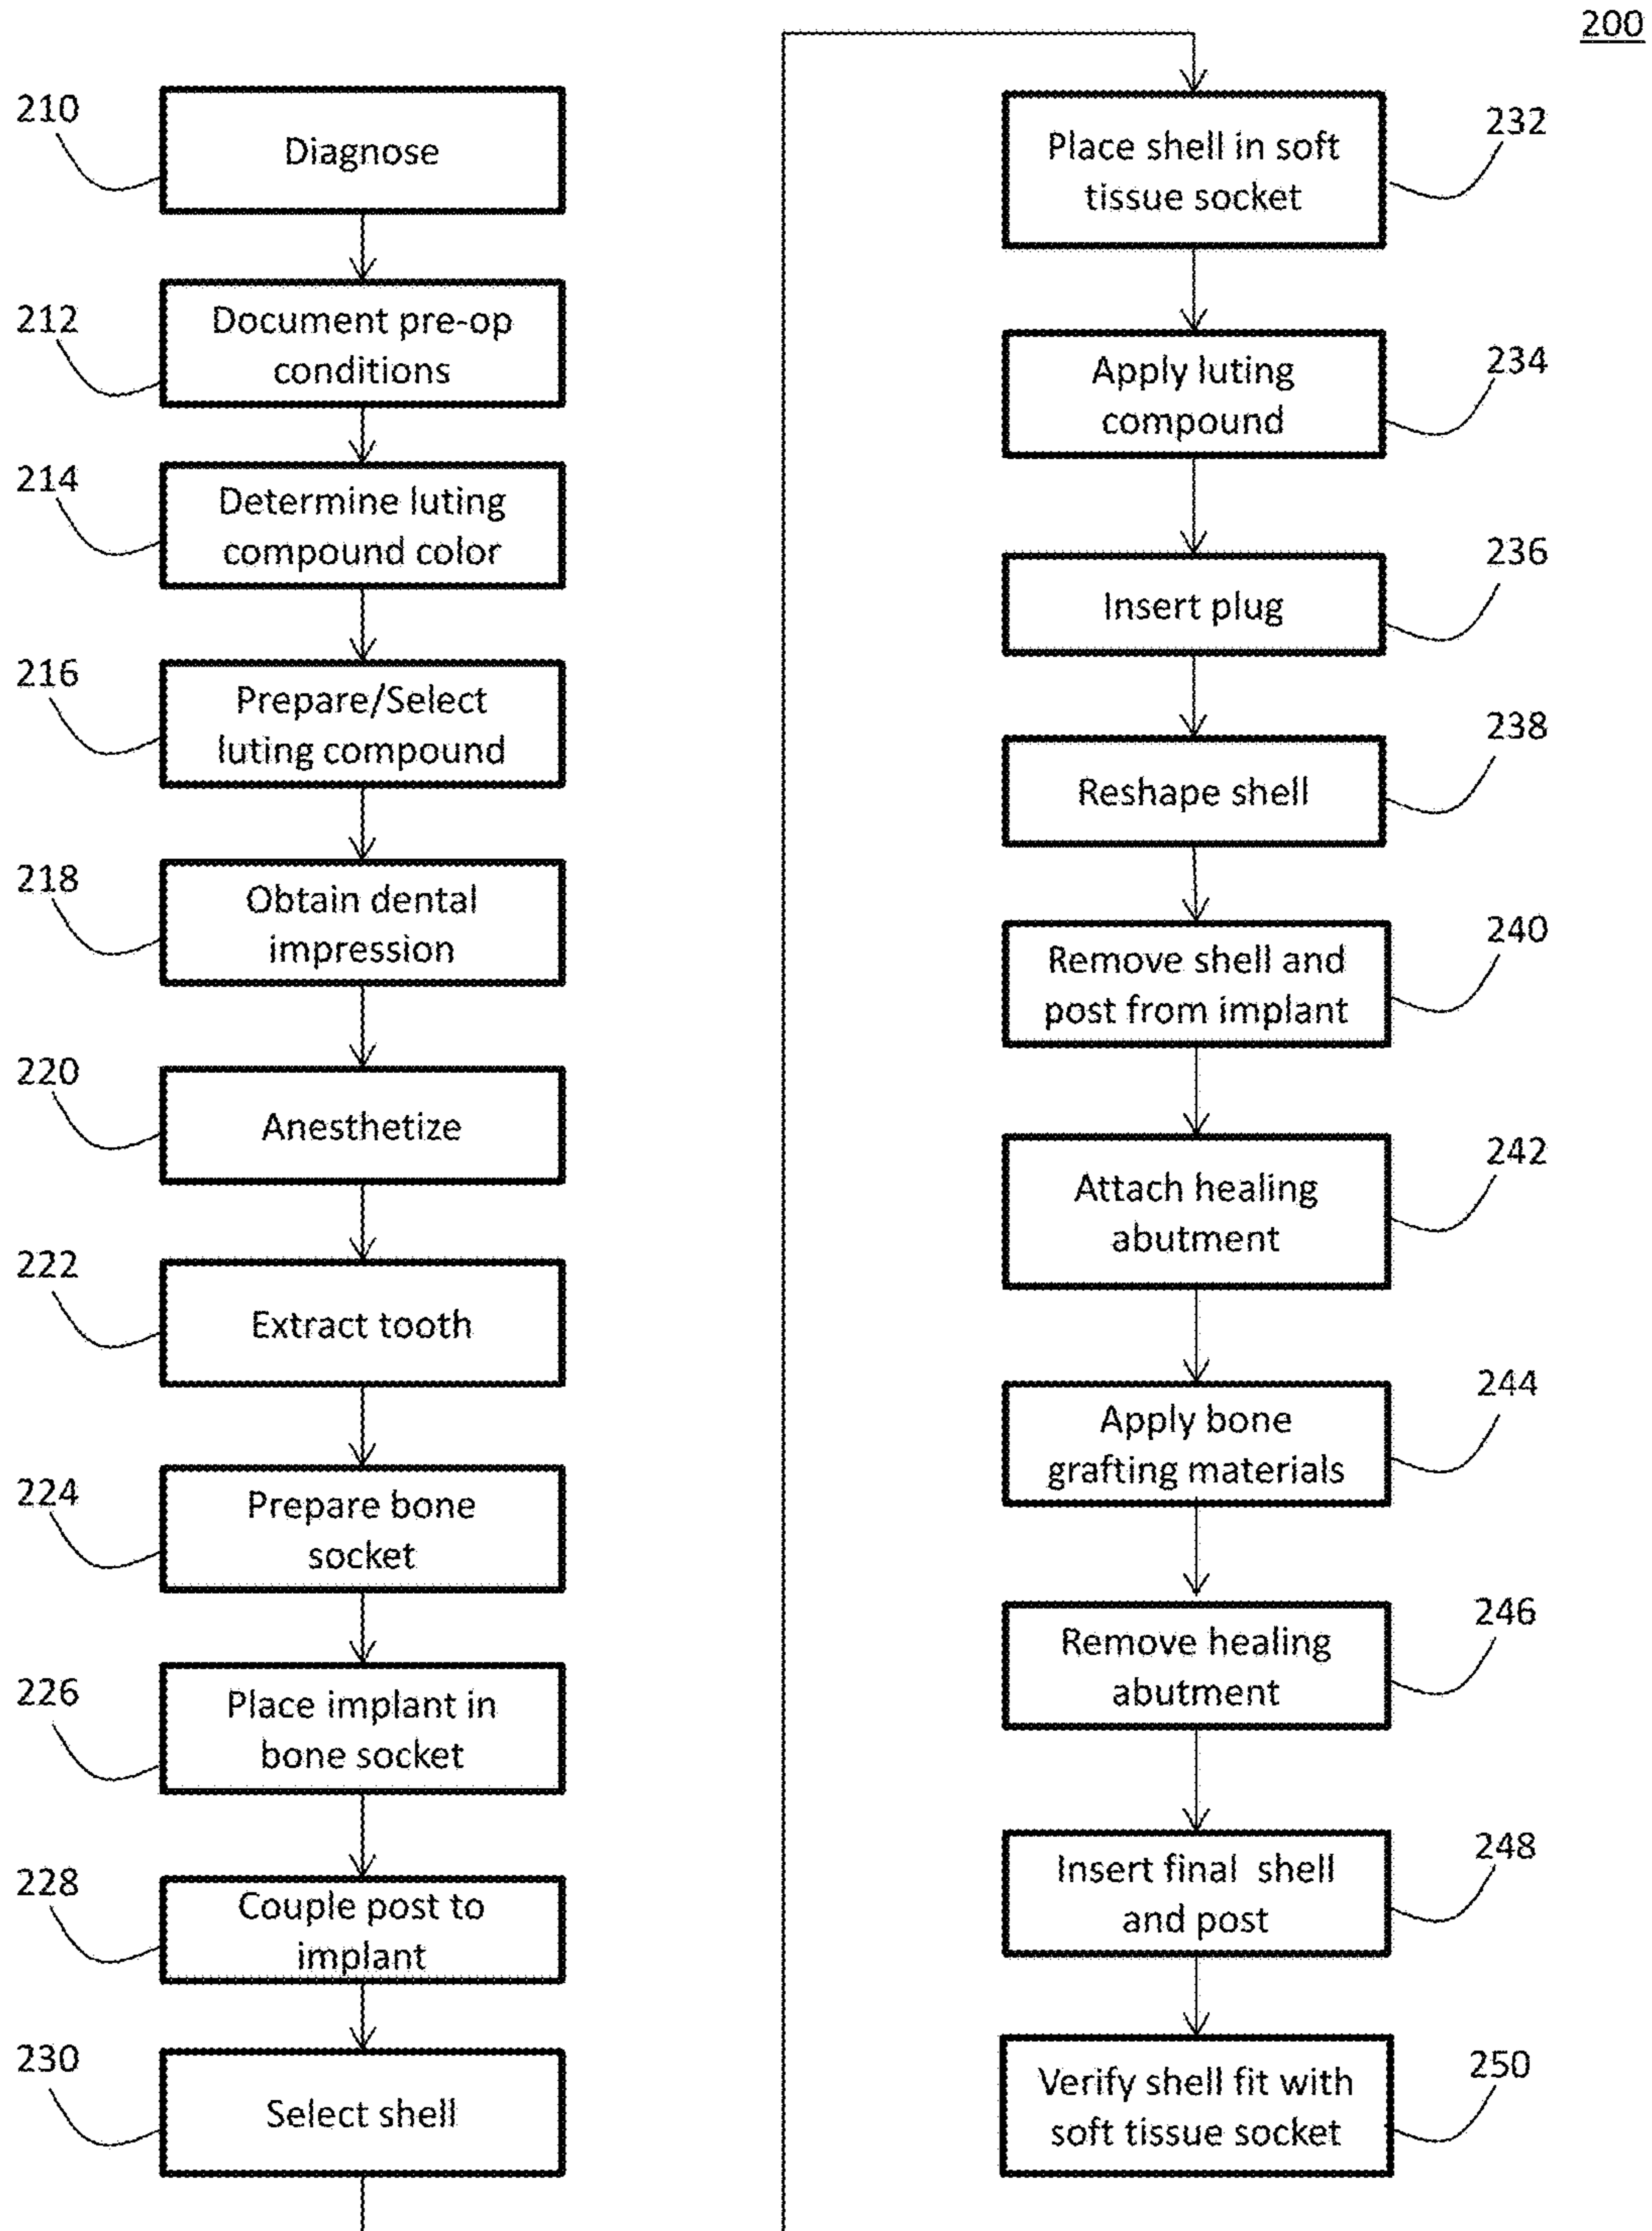 200
210
Diagnose
212
Document pre-op
conditions
214
Determine luting
compound color
216
Prepare/Select
luting compound
218
Obtain dental
impression
220
Anesthetize
222
Extract tooth
224
Prepare bone
socket
226
Place implant in
bone socket
228
Couple post to
implant
230
Select shell
232
Place shell in soft
tissue socket
234
Apply luting
compound
236
Insert plug
238
Reshape shell
240
Remove shell and
post from implant
242
Attach healing
abutment
244
Apply bone
grafting materials
246
Remove healing
abutment
248
Insert final shell
and post
250
Verify shell fit with
soft tissue socket